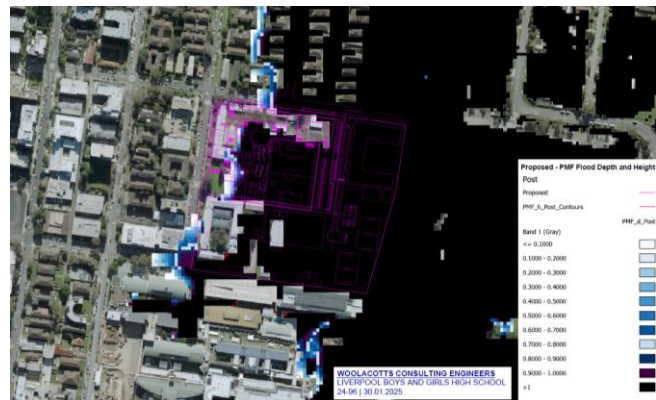 Proposed - PMF Flood Depth and Height
Post
Proposed
PMF_h_Post_Contours
PMF_d_Post
Band 1 (Gray)
<= 0.1000
0.1000 - 0.2000
0.2000 - 0.3000
0.3000 - 0.4000
0.4000 - 0.5000
0.5000 - 0.6000
0.6000 - 0.7000
0.7000 - 0.8000
0.8000 - 0.9000
0.9000 - 1.0000
>1
WOOLACOTTS CONSULTING ENGINEERS
LIVERPOOL BOYS AND GIRLS HIGH SCHOOL
24-96 | 30.01.2025